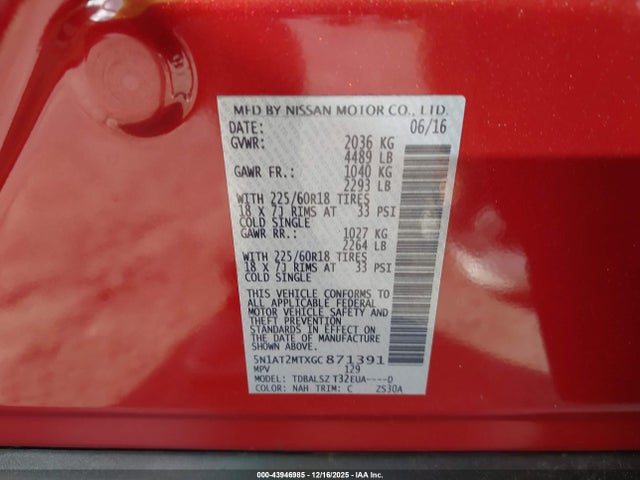 MFD BY NISSAN MOTOR CO., LTD.
DATE: 06/16
GVWR: 2036 KG
4489 LB
GAWR FR.: 1040 KG
2293 LB
WITH 225/60R18 TIRES
18 X 7J RIMS AT 33 PSI
COLD SINGLE
GAWR RR.: 1027 KG
2264 LB
WITH 225/60R18 TIRES
18 X 7J RIMS AT 33 PSI
COLD SINGLE
THIS VEHICLE CONFORMS TO
ALL APPLICABLE FEDERAL
MOTOR VEHICLE SAFETY AND
THEFT PREVENTION
STANDARDS IN EFFECT ON
THE DATE OF MANUFACTURE
SHOWN ABOVE.
5N1AT2MTXGC871391
MPV 129
MODEL: TDBALSZ T32EUA----D
COLOR: NAH TRIM: C ZS30A
000-43946985 - 12/16/2025 - IAA Inc.